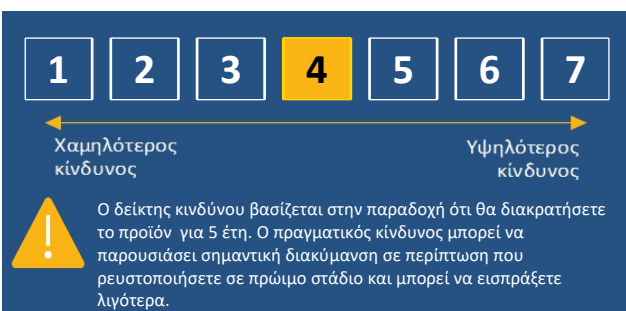 1 2 3 4 5 6 7
Χαμηλότερος Υψηλότερος
κίνδυνος κίνδυνος
Ο δείκτης κινδύνου βασίζεται στην παραδοχή ότι θα διακρατήσετε
το προϊόν για 5 έτη. Ο πραγματικός κίνδυνος μπορεί να
παρουσιάσει σημαντική διακύμανση σε περίπτωση που
ρευστοποιήσετε σε πρώιμο στάδιο και μπορεί να εισπράξετε
λιγότερα.